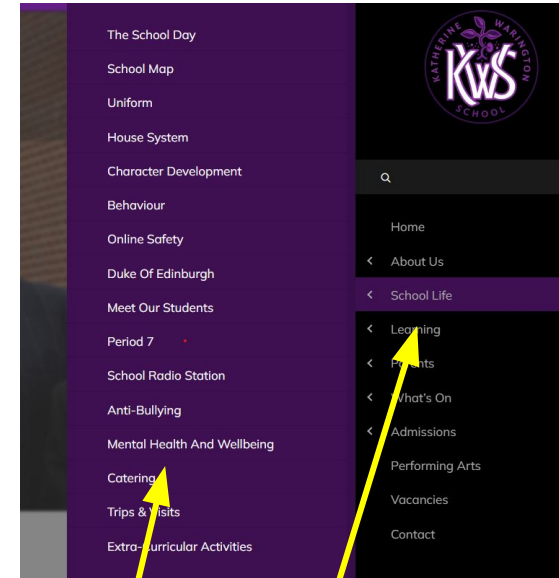 The School Day
School Map
Uniform
House System
Character Development
Behaviour
Online Safety
Duke Of Edinburgh
Meet Our Students
Period 7
School Radio Station
Anti-Bullying
Mental Health And Wellbeing
Catering
Trips & Visits
Extra-Curricular Activities
KATHERINE WARINGTON
KWS
SCHOOL
Home
About Us
School Life
Learning
Parents
What's On
Admissions
Performing Arts
Vacancies
Contact